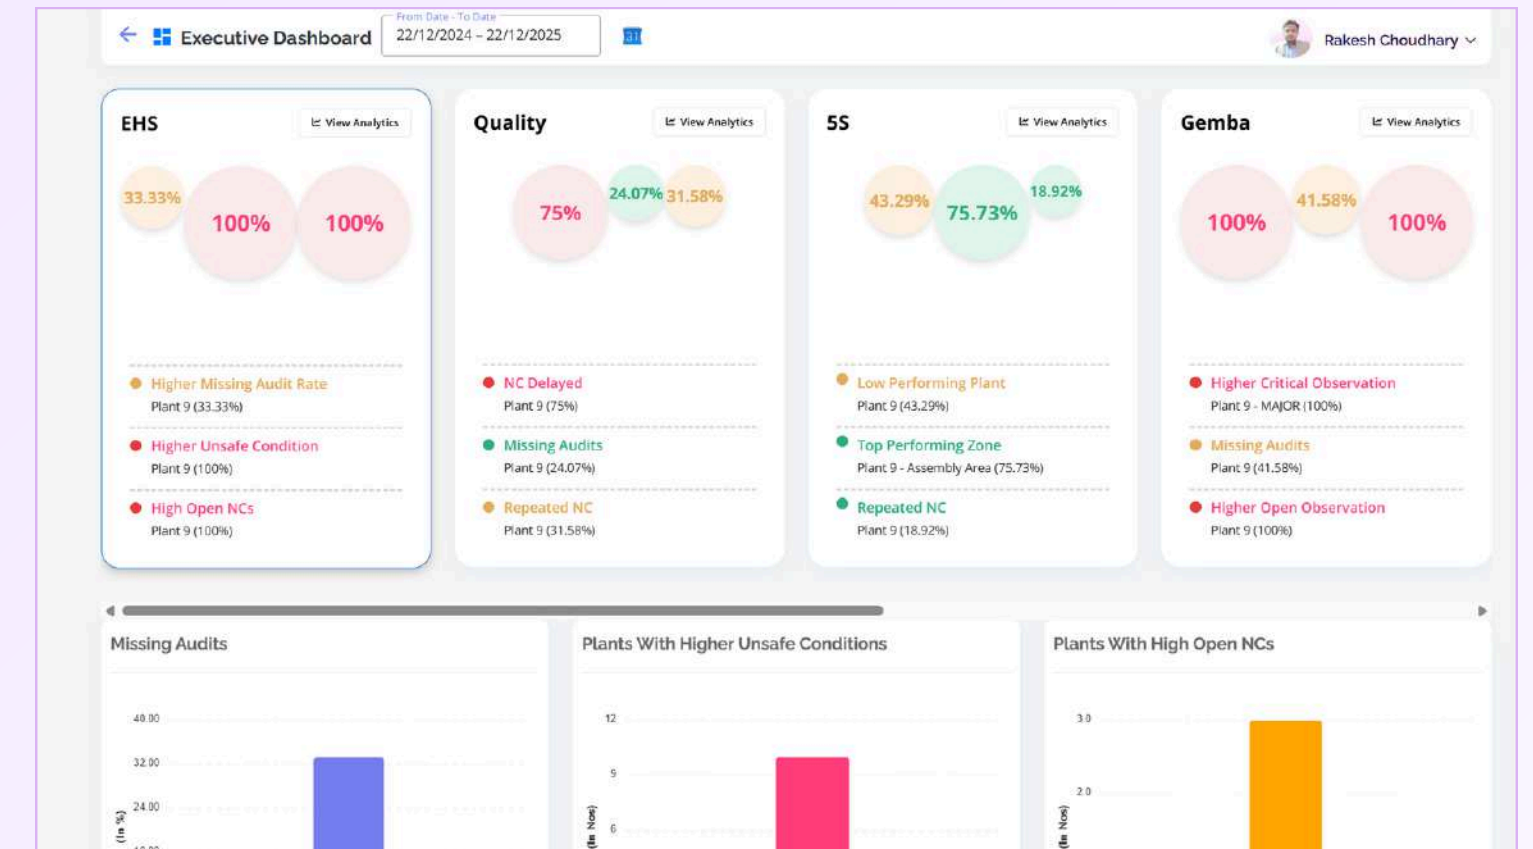 From Date - To Date
Executive Dashboard
22/12/2024 – 22/12/2025
31
Rakesh Choudhary
EHS
View Analytics
33.33%
100%
100%
Higher Missing Audit Rate
Plant 9 (33.33%)
Higher Unsafe Condition
Plant 9 (100%)
High Open NCs
Plant 9 (100%)
Quality
View Analytics
75%
24.07%
31.58%
NC Delayed
Plant 9 (75%)
Missing Audits
Plant 9 (24.07%)
Repeated NC
Plant 9 (31.58%)
5S
View Analytics
43.29%
75.73%
18.92%
Low Performing Plant
Plant 9 (43.29%)
Top Performing Zone
Plant 9 - Assembly Area (75.73%)
Repeated NC
Plant 9 (18.92%)
Gemba
View Analytics
100%
41.58%
100%
Higher Critical Observation
Plant 9 - MAJOR (100%)
Missing Audits
Plant 9 (41.58%)
Higher Open Observation
Plant 9 (100%)
Missing Audits
40.00
32.00
24.00
(In %)
Plants With Higher Unsafe Conditions
12
9
6
(In Nos)
Plants With High Open NCs
3.0
2.0
(In Nos)